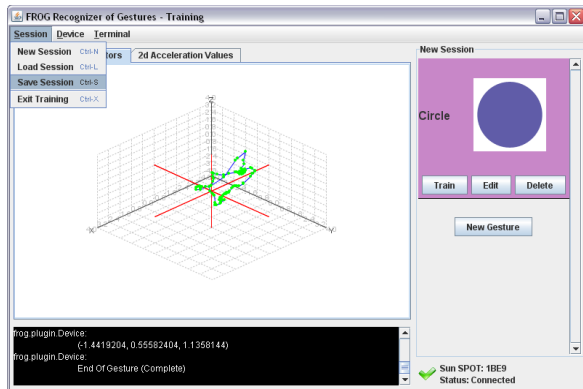 FROG Recognizer of Gestures - Training
Session Device Terminal
New Session Ctrl-N
Load Session Ctrl-L
Save Session Ctrl-S
Exit Training Ctrl-X
2d Acceleration Values
X
Y
New Session
Circle
Train Edit Delete
New Gesture
frog.plugin.Device:
(-1.4419204, 0.55582404, 1.1358144)
frog.plugin.Device:
End Of Gesture (Complete)
Sun SPOT: 1BE9
Status: Connected